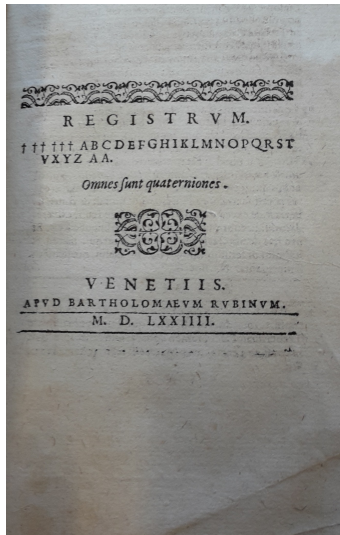 REGISTRVM.
††† ††† ABCDEFGHIKLMNOPQRST
VXYZ AA.
Omnes sunt quaterniones.
VENETIIS.
APVD BARTHOLOMAEVM RVBINVM.
M. D. LXXIIII.